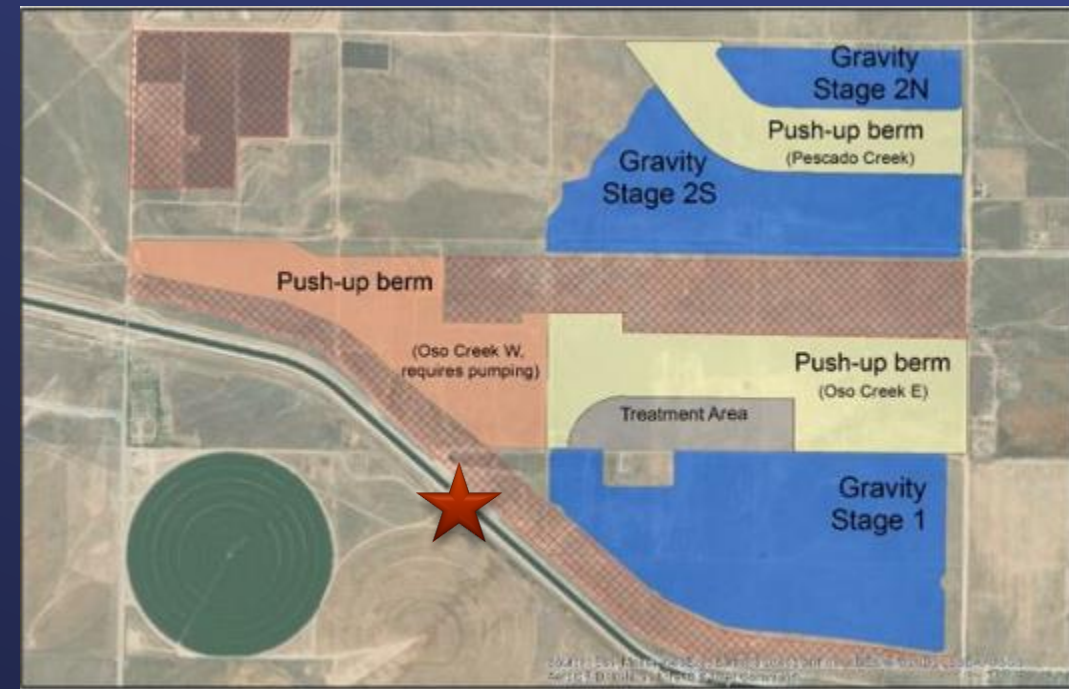 Gravity
Stage 2N
Push-up berm
(Pescado Creek)
Gravity
Stage 2S
Push-up berm
(Oso Creek W,
requires pumping)
Push-up berm
(Oso Creek E)
Treatment Area
Gravity
Stage 1